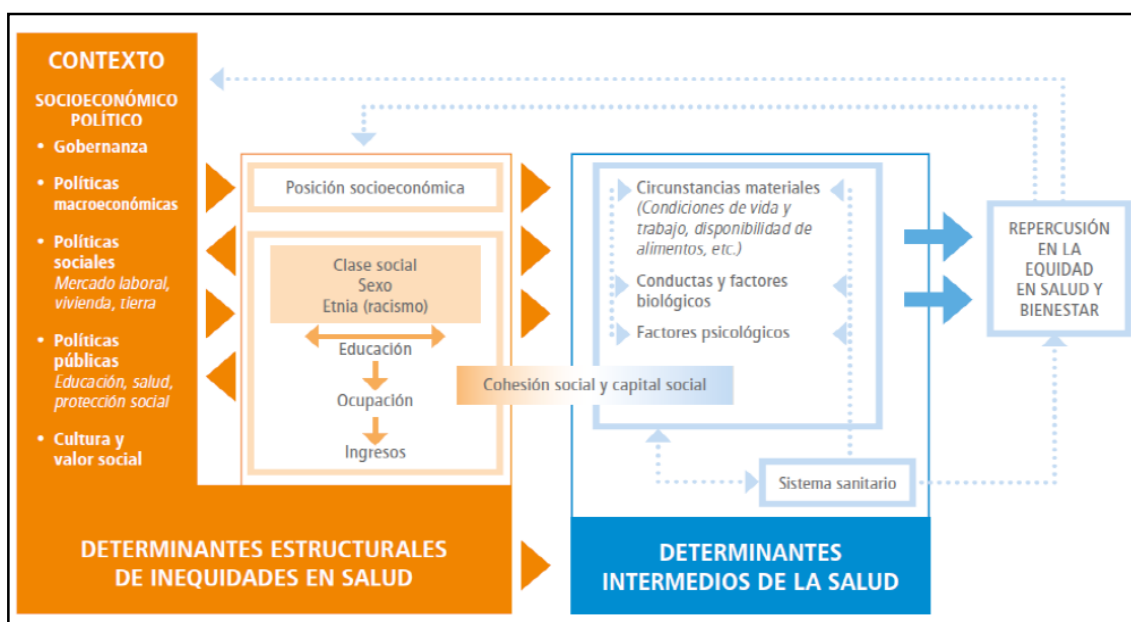 CONTEXTO
SOCIOECONÓMICO
POLÍTICO
• Gobernanza
• Políticas
macroeconómicas
• Políticas
sociales
Mercado laboral,
vivienda, tierra
• Políticas
públicas
Educación, salud,
protección social
• Cultura y
valor social
Posición socioeconómica
Clase social
Sexo
Etnia (racismo)
Educación
Ocupación
Ingresos
Cohesión social y capital social
DETERMINANTES ESTRUCTURALES
DE INEQUIDADES EN SALUD
Circunstancias materiales
(Condiciones de vida y
trabajo, disponibilidad de
alimentos, etc.)
Conductas y factores
biológicos
Factores psicológicos
Sistema sanitario
DETERMINANTES
INTERMEDIOS DE LA SALUD
REPERCUSIÓN
EN LA
EQUIDAD
EN SALUD Y
BIENESTAR